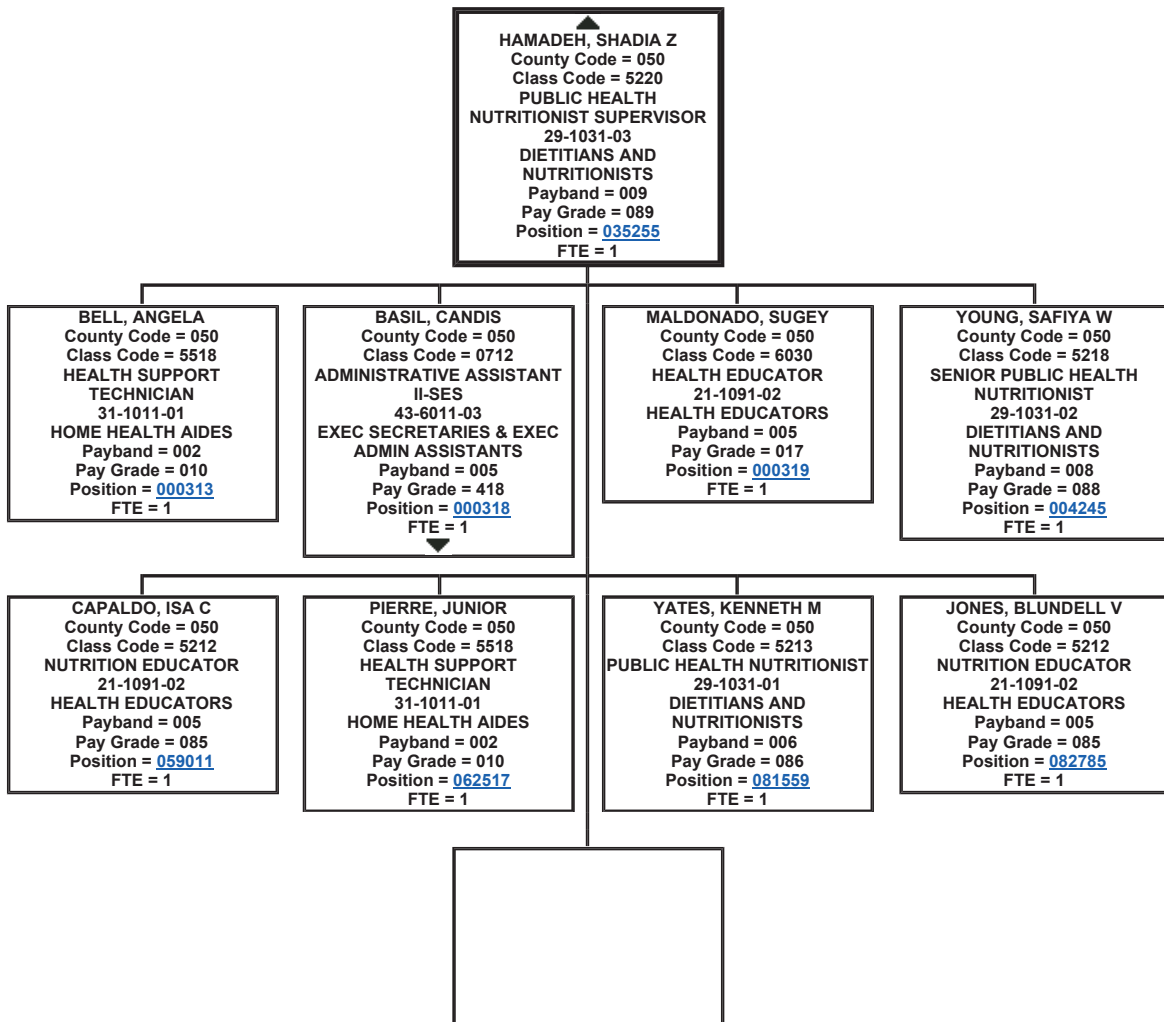 HAMADEH, SHADIA Z
County Code = 050
Class Code = 5220
PUBLIC HEALTH
NUTRITIONIST SUPERVISOR
29-1031-03
DIETITIANS AND
NUTRITIONISTS
Payband = 009
Pay Grade = 089
Position = 035255
FTE = 1
BELL, ANGELA
County Code = 050
Class Code = 5518
HEALTH SUPPORT
TECHNICIAN
31-1011-01
HOME HEALTH AIDES
Payband = 002
Pay Grade = 010
Position = 000313
FTE = 1
BASIL, CANDIS
County Code = 050
Class Code = 0712
ADMINISTRATIVE ASSISTANT
II-SES
43-6011-03
EXEC SECRETARIES & EXEC
ADMIN ASSISTANTS
Payband = 005
Pay Grade = 418
Position = 000318
FTE = 1
MALDONADO, SUGEY
County Code = 050
Class Code = 6030
HEALTH EDUCATOR
21-1091-02
HEALTH EDUCATORS
Payband = 005
Pay Grade = 017
Position = 000319
FTE = 1
YOUNG, SAFIYA W
County Code = 050
Class Code = 5218
SENIOR PUBLIC HEALTH
NUTRITIONIST
29-1031-02
DIETITIANS AND
NUTRITIONISTS
Payband = 008
Pay Grade = 088
Position = 004245
FTE = 1
CAPALDO, ISA C
County Code = 050
Class Code = 5212
NUTRITION EDUCATOR
21-1091-02
HEALTH EDUCATORS
Payband = 005
Pay Grade = 085
Position = 059011
FTE = 1
PIERRE, JUNIOR
County Code = 050
Class Code = 5518
HEALTH SUPPORT
TECHNICIAN
31-1011-01
HOME HEALTH AIDES
Payband = 002
Pay Grade = 010
Position = 062517
FTE = 1
YATES, KENNETH M
County Code = 050
Class Code = 5213
PUBLIC HEALTH NUTRITIONIST
29-1031-01
DIETITIANS AND
NUTRITIONISTS
Payband = 006
Pay Grade = 086
Position = 081559
FTE = 1
JONES, BLUNDELL V
County Code = 050
Class Code = 5212
NUTRITION EDUCATOR
21-1091-02
HEALTH EDUCATORS
Payband = 005
Pay Grade = 085
Position = 082785
FTE = 1